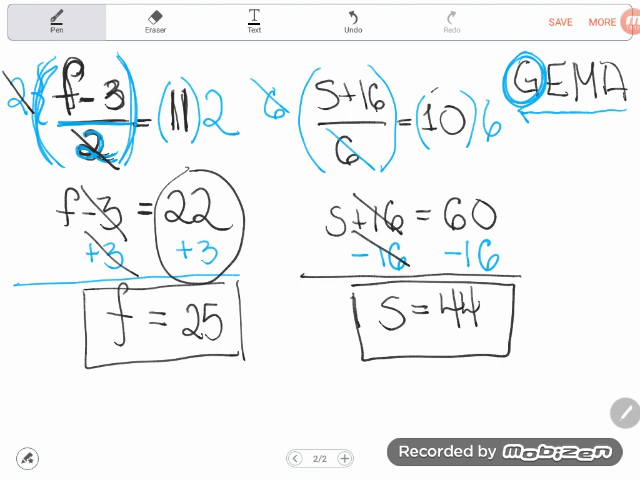 Pen Eraser Text Undo Redo SAVE MORE
2 (f-3/2) = (11) 2
f-3 = 22
+3 +3
f = 25
6 (s+16/6) = (10) 6
s+16 = 60
-16 -16
s = 44
GEMA
2/2
Recorded by mobizen